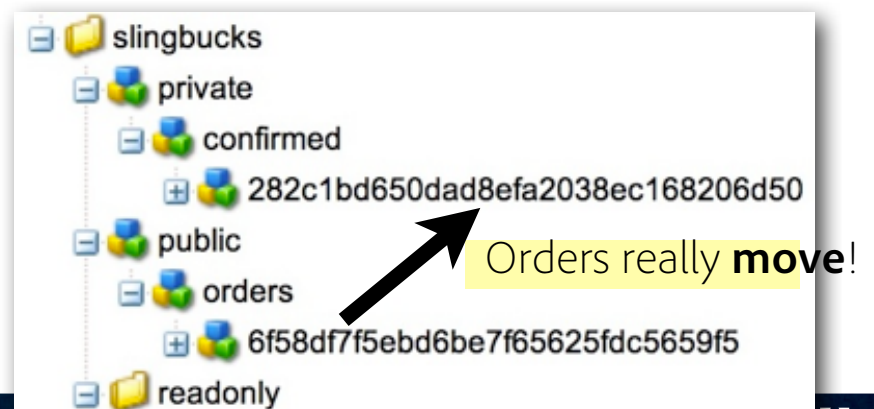 slingbucks
private
confirmed
282c1bd650dad8efa2038ec168206d50
public
Orders really move!
orders
6f58df7f5ebd6be7f65625fdc5659f5
readonly